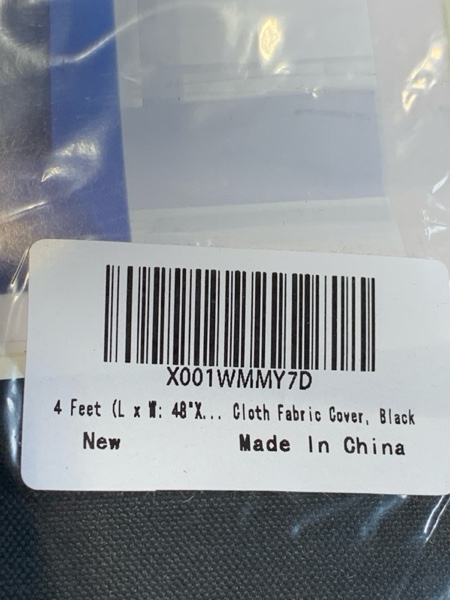 X001WMMY7D
4 Feet (L x W: 48"X... Cloth Fabric Cover, Black
New Made In China